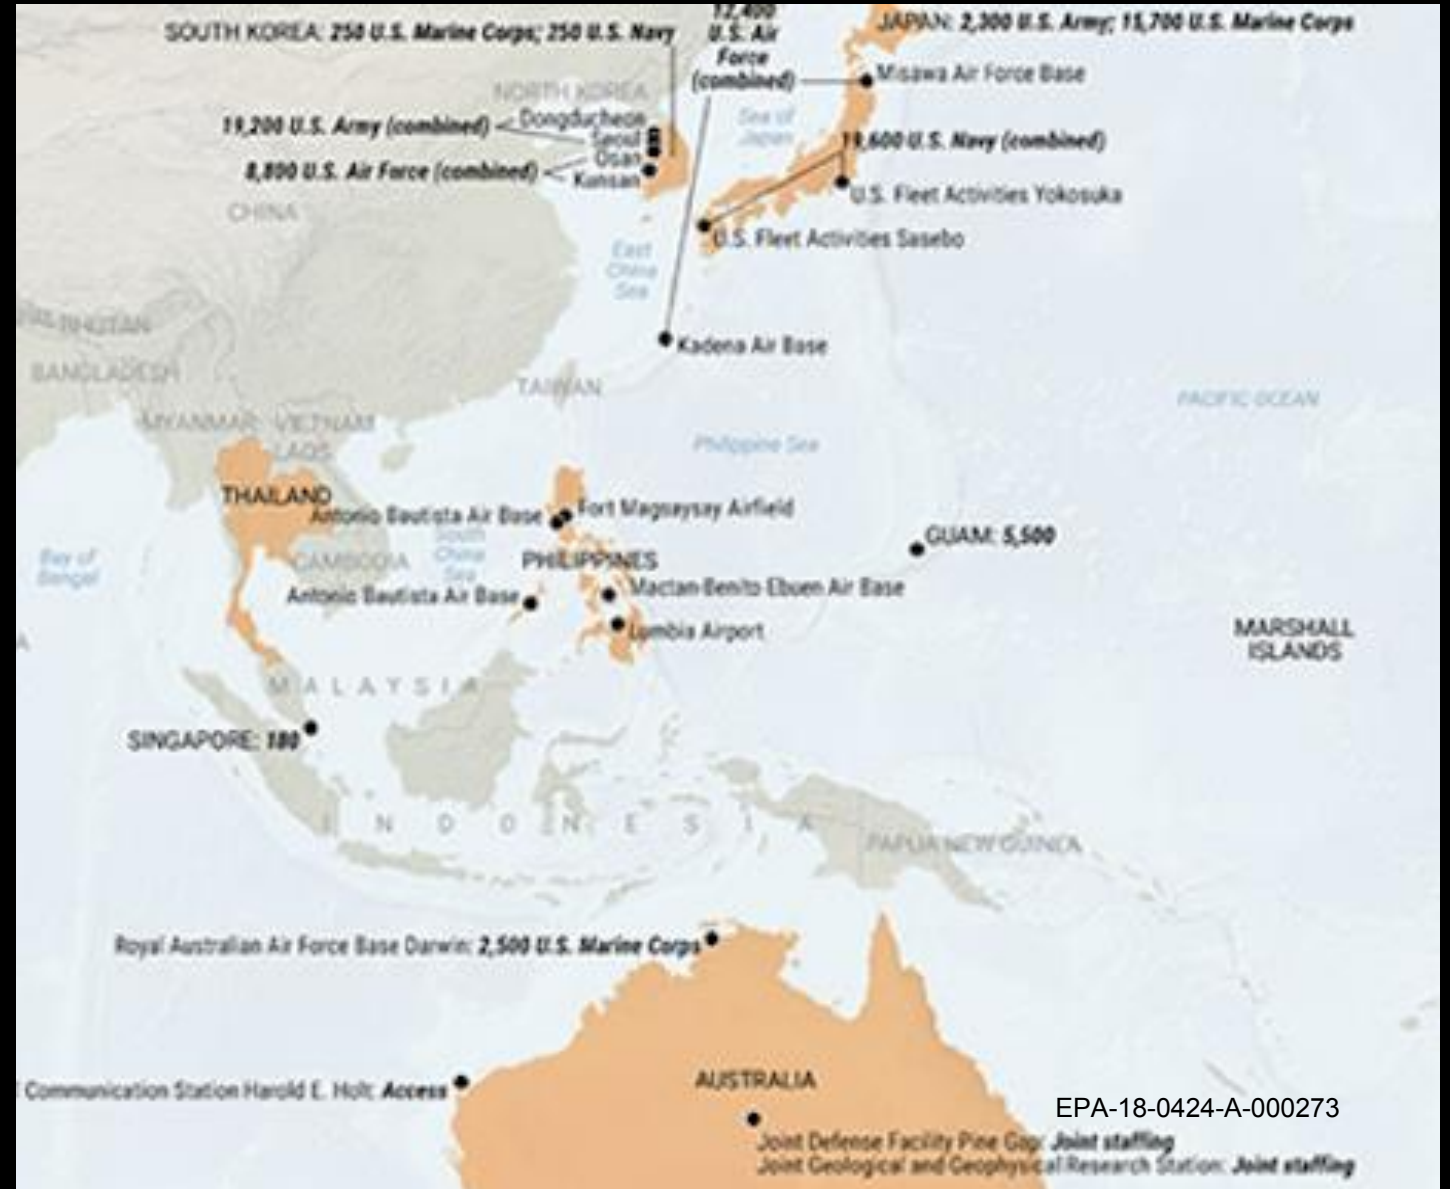 SOUTH KOREA: 250 U.S. Marine Corps; 250 U.S. Navy
12,400
U.S. Air
Force
(combined)
JAPAN: 2,300 U.S. Army; 15,700 U.S. Marine Corps
Misawa Air Force Base
NORTH KOREA
Sea of
Japan
19,200 U.S. Army (combined)
Dongducheon
Seoul
Osan
Kunsan
8,800 U.S. Air Force (combined)
19,600 U.S. Navy (combined)
U.S. Fleet Activities Yokosuka
U.S. Fleet Activities Sasebo
CHINA
East
China
Sea
BHUTAN
Kadena Air Base
BANGLADESH
TAIWAN
PACIFIC OCEAN
MYANMAR
VIETNAM
LAOS
Philippine Sea
THAILAND
Antonio Bautista Air Base
Fort Magsaysay Airfield
South
China
Sea
GUAM: 5,500
Bay of
Bengal
CAMBODIA
PHILIPPINES
Antonio Bautista Air Base
Mactan-Benito Ebuen Air Base
Lumbia Airport
MARSHALL
ISLANDS
MALAYSIA
SINGAPORE: 180
INDONESIA
PAPUA NEW GUINEA
Royal Australian Air Force Base Darwin: 2,500 U.S. Marine Corps
Communication Station Harold E. Holt: Access
AUSTRALIA
EPA-18-0424-A-000273
Joint Defense Facility Pine Gap: Joint staffing
Joint Geological and Geophysical Research Station: Joint staffing